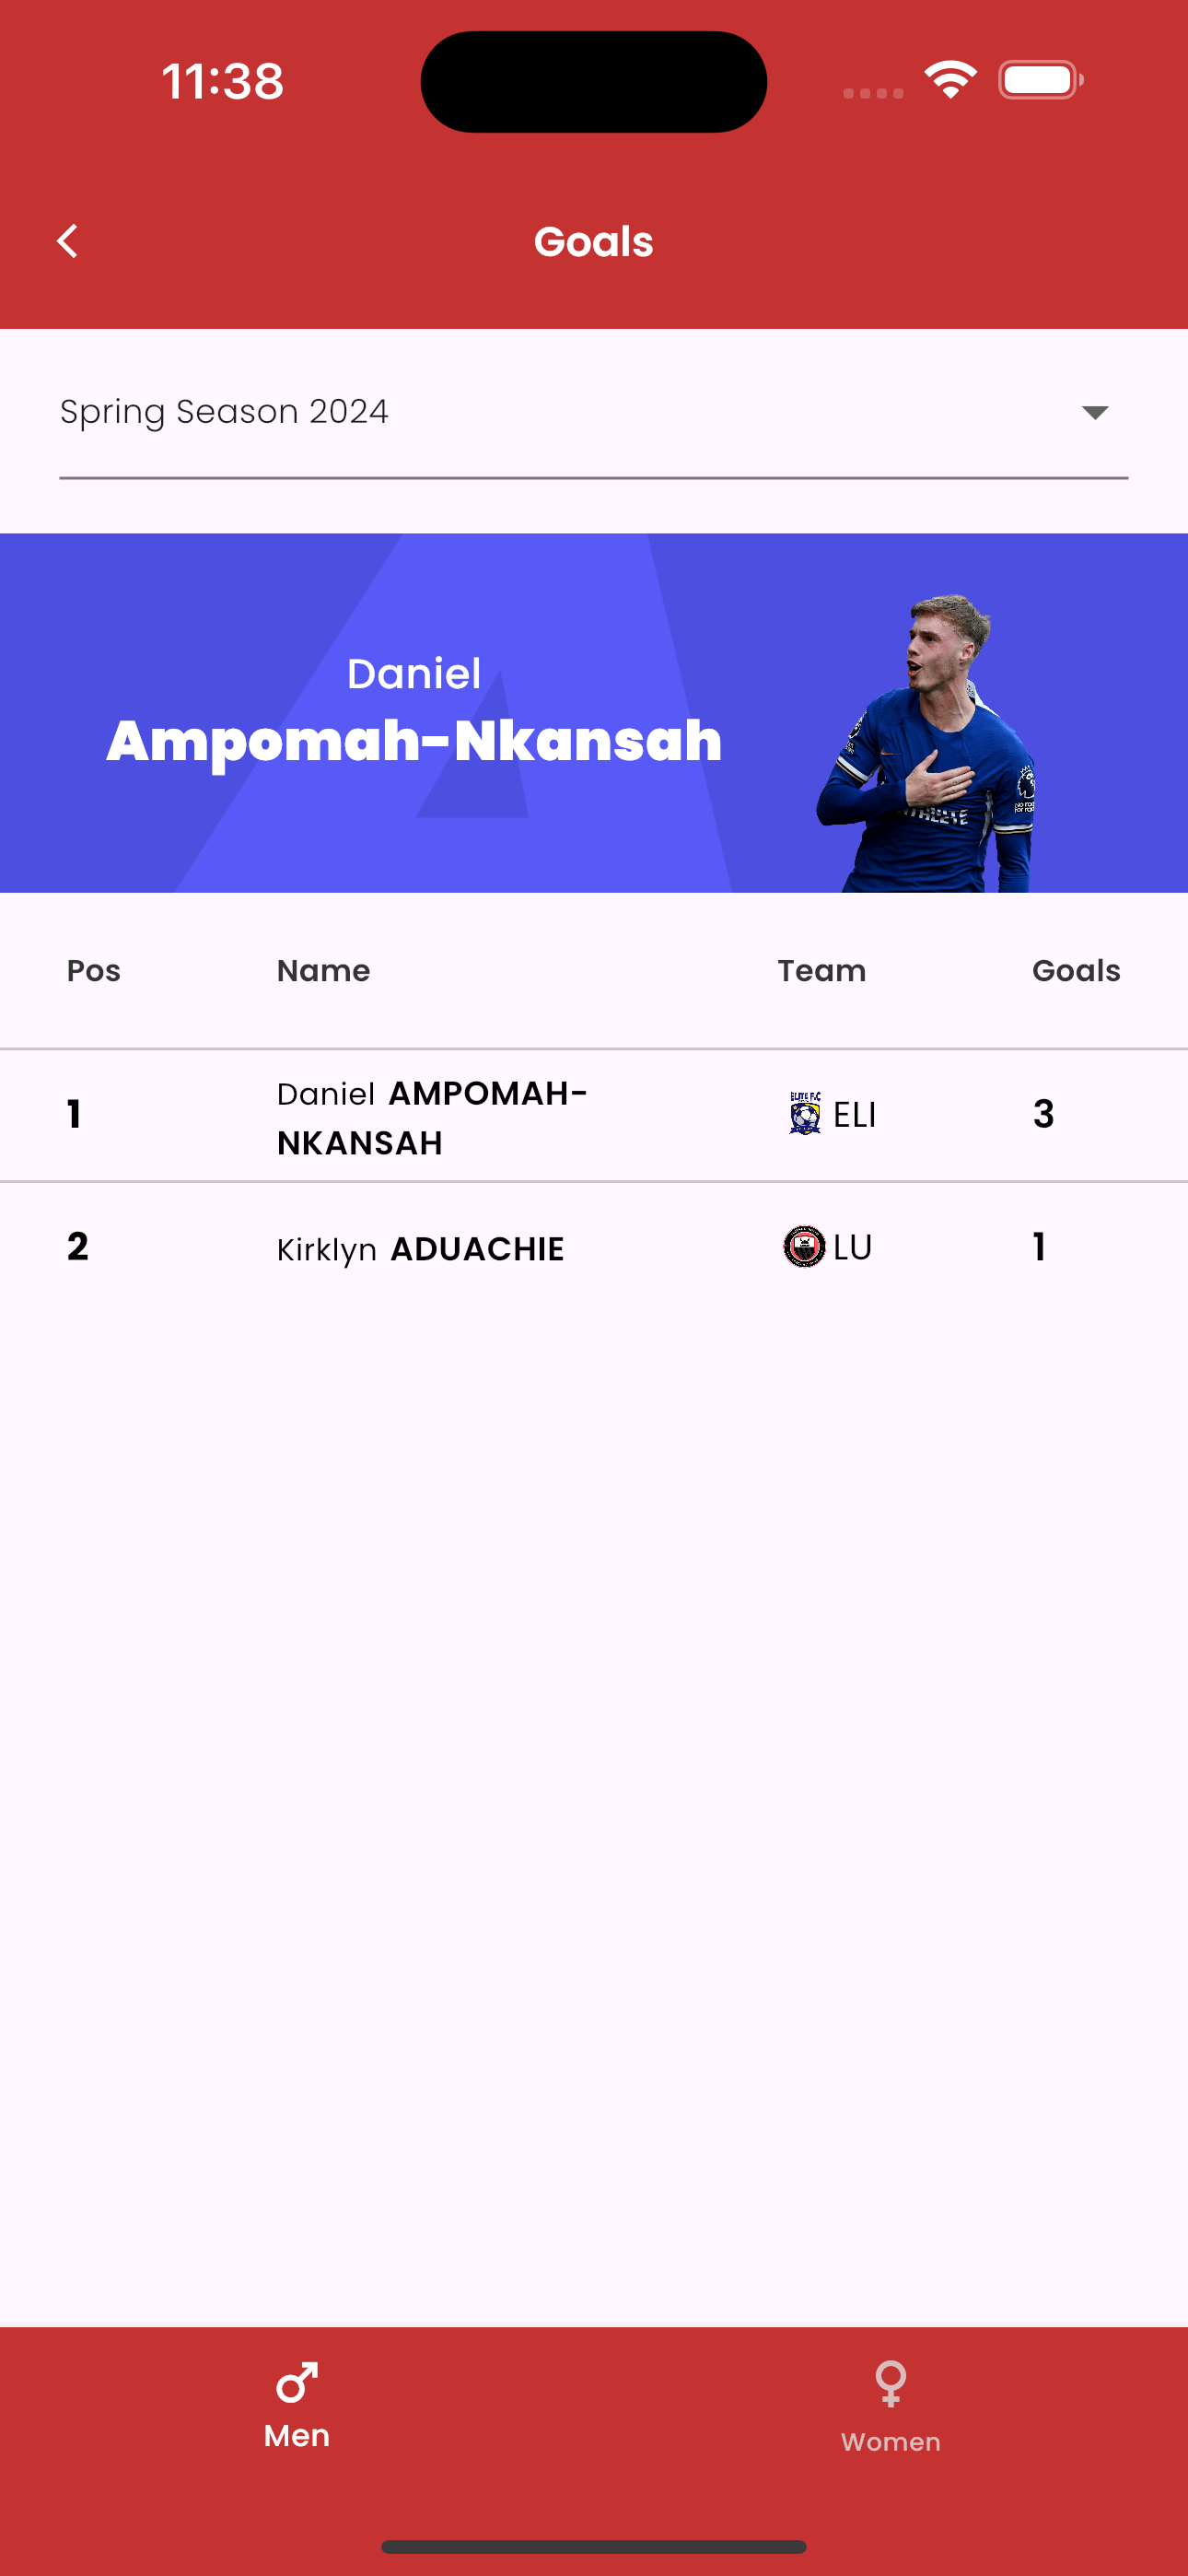 11:38
Goals
Spring Season 2024
Daniel
Ampomah-Nkansah
Pos Name Team Goals
1 Daniel AMPOMAH-
NKANSAH ELITE F.C ELI 3
2 Kirklyn ADUACHIE LU 1
Men Women